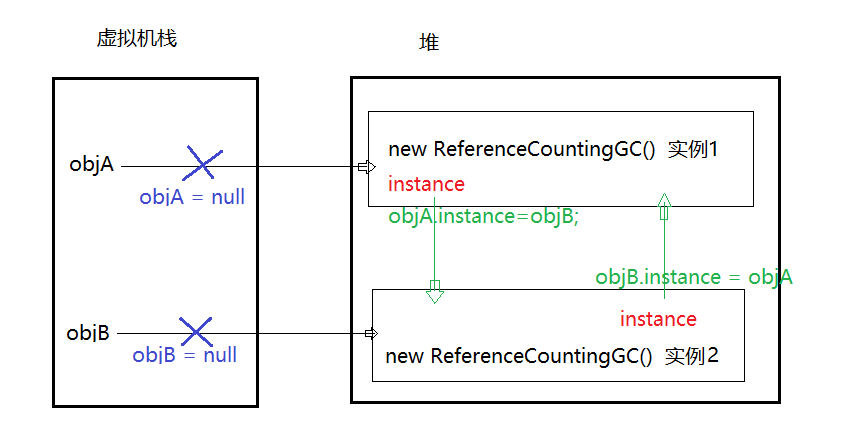 虚拟机栈
堆
objA
objA = null
new ReferenceCountingGC() 实例1
instance
objA.instance=objB;
objB.instance = objA
objB
objB = null
instance
new ReferenceCountingGC() 实例2